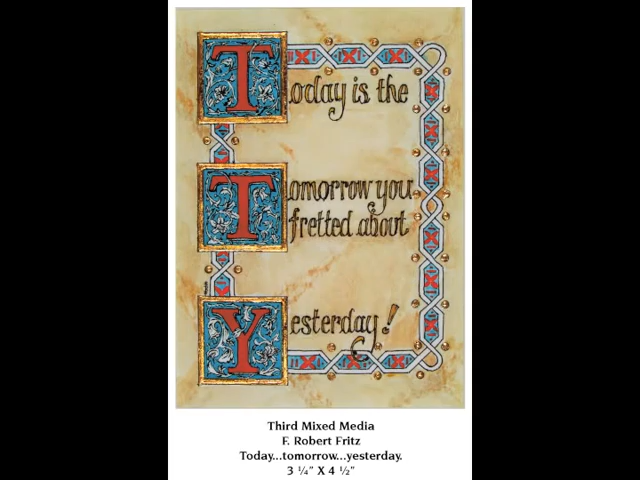 Today is the
Tomorrow you
fretted about
Yesterday!
Third Mixed Media
F. Robert Fritz
Today...tomorrow...yesterday.
3 ¼" X 4 ½"